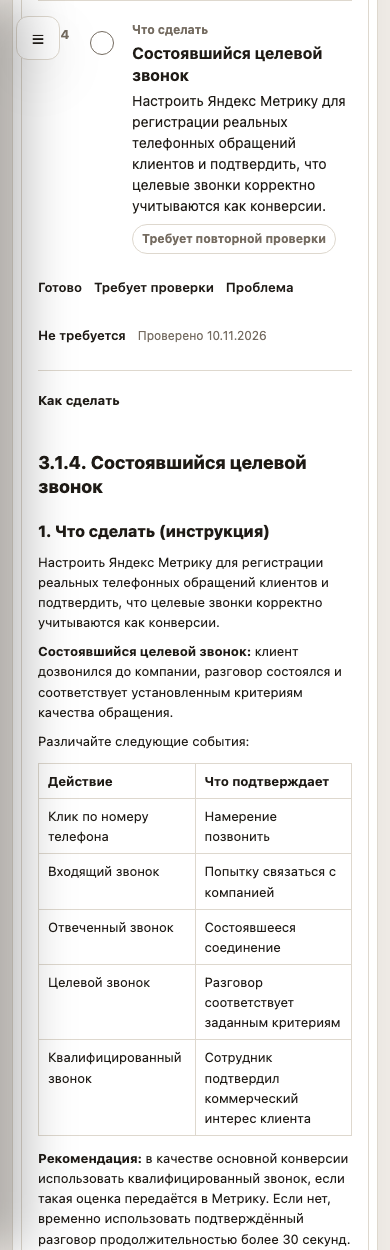 ☰
4
Что сделать
Состоявшийся целевой
звонок
Настроить Яндекс Метрику для
регистрации реальных
телефонных обращений
клиентов и подтвердить, что
целевые звонки корректно
учитываются как конверсии.
Требует повторной проверки
Готово Требует проверки Проблема
Не требуется Проверено 10.11.2026
Как сделать
3.1.4. Состоявшийся целевой
звонок
1. Что сделать (инструкция)
Настроить Яндекс Метрику для регистрации
реальных телефонных обращений клиентов и
подтвердить, что целевые звонки корректно
учитываются как конверсии.
Состоявшийся целевой звонок: клиент
дозвонился до компании, разговор состоялся и
соответствует установленным критериям
качества обращения.
Различайте следующие события:
Действие Что подтверждает
Клик по номеру
телефона
Намерение
позвонить
Входящий звонок
Попытку связаться с
компанией
Отвеченный звонок
Состоявшееся
соединение
Целевой звонок
Разговор
соответствует
заданным критериям
Квалифицированный
звонок
Сотрудник
подтвердил
коммерческий
интерес клиента
Рекомендация: в качестве основной конверсии
использовать квалифицированный звонок, если
такая оценка передаётся в Метрику. Если нет,
временно использовать подтверждённый
разговор продолжительностью более 30 секунд.